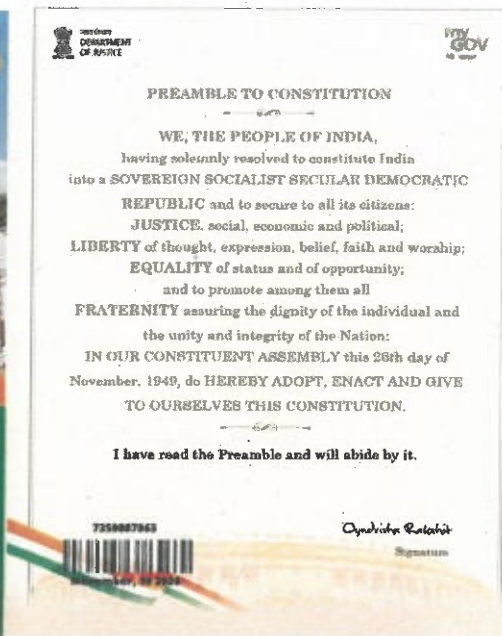 DEPARTMENT
OF JUSTICE
my
GOV
PREAMBLE TO CONSTITUTION
WE, THE PEOPLE OF INDIA,
having solemnly resolved to constitute India
into a SOVEREIGN SOCIALIST SECULAR DEMOCRATIC
REPUBLIC and to secure to all its citizens:
JUSTICE, social, economic and political;
LIBERTY of thought, expression, belief, faith and worship;
EQUALITY of status and of opportunity;
and to promote among them all
FRATERNITY assuring the dignity of the individual and
the unity and integrity of the Nation;
IN OUR CONSTITUENT ASSEMBLY this 26th day of
November, 1949, do HEREBY ADOPT, ENACT AND GIVE
TO OURSELVES THIS CONSTITUTION.
I have read the Preamble and will abide by it.
7259887963
Signature